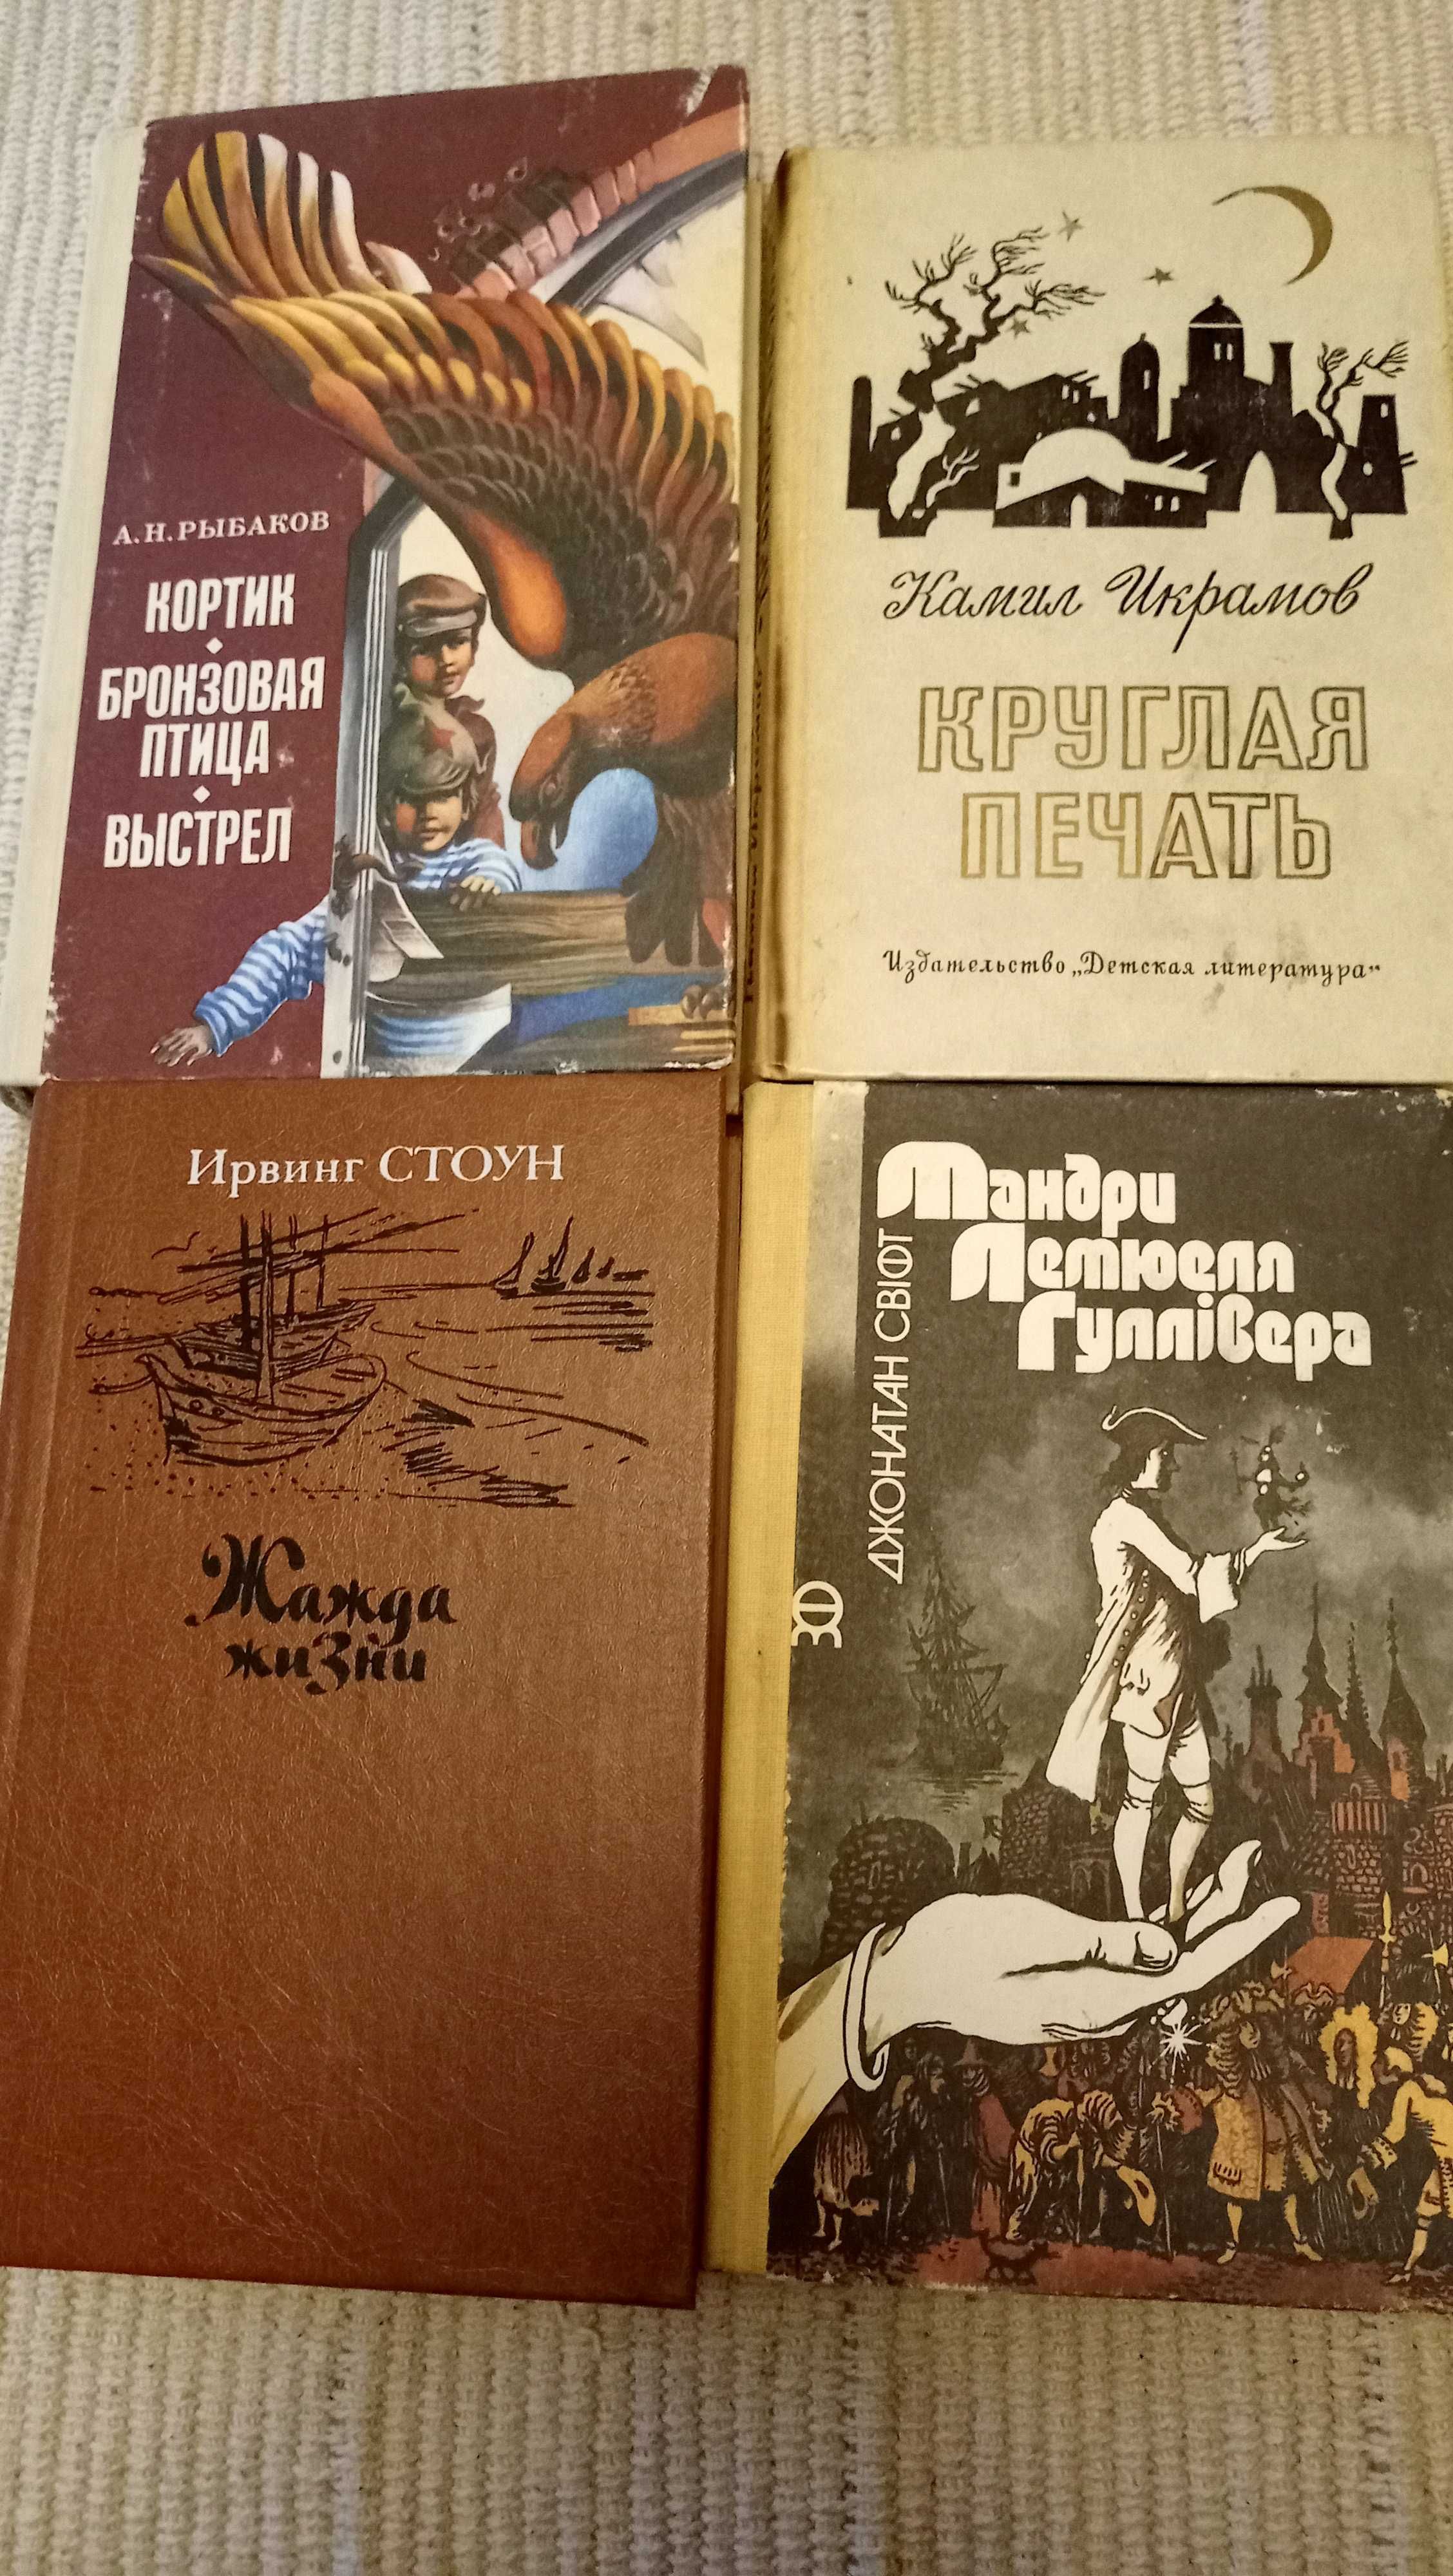 А.Н.РЫБАКОВ
КОРТИК
БРОНЗОВАЯ
ПТИЦА
ВЫСТРЕЛ
Камил Икрамов
КРУГЛАЯ
ПЕЧАТЬ
Издательство „Детская литература"
Ирвинг СТОУН
Жажда
жизни
Мандри
Лемюеля
Гуллівера
ДЖОНАТАН СВІФТ